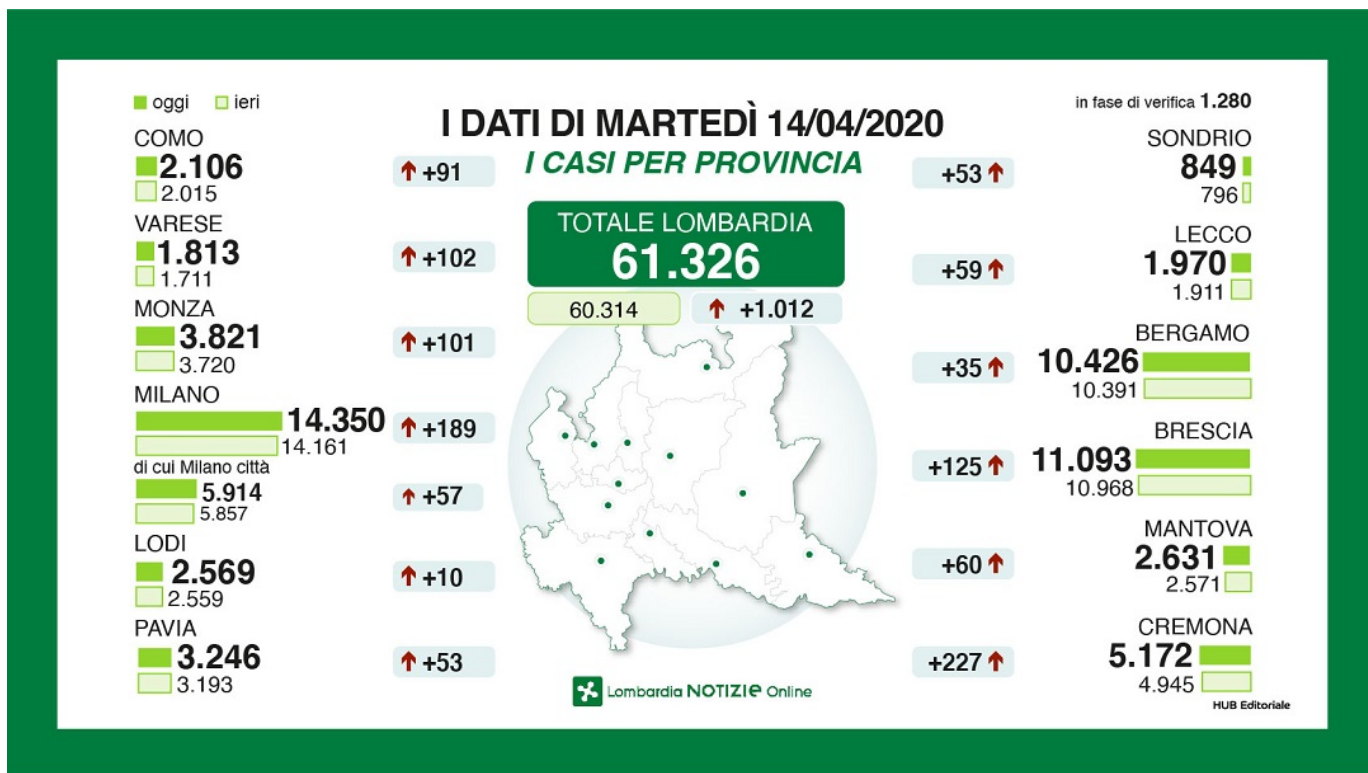 oggi ieri
I DATI DI MARTEDÌ 14/04/2020
I CASI PER PROVINCIA
TOTALE LOMBARDIA
61.326
60.314 +1.012
COMO
2.106
2.015
+91
VARESE
1.813
1.711
+102
MONZA
3.821
3.720
+101
MILANO
14.350
14.161
+189
di cui Milano città
5.914
5.857
+57
LODI
2.569
2.559
+10
PAVIA
3.246
3.193
+53
in fase di verifica 1.280
SONDRIO
849
796
+53
LECCO
1.970
1.911
+59
BERGAMO
10.426
10.391
+35
BRESCIA
11.093
10.968
+125
MANTOVA
2.631
2.571
+60
CREMONA
5.172
4.945
+227
Lombardia NOTIZIe Online
HUB Editoriale